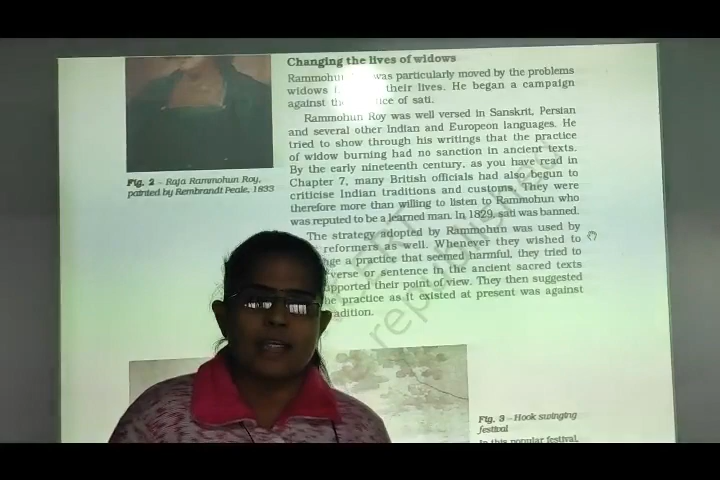 Changing the lives of widows
Rammohun was particularly moved by the problems
widows their lives. He began a campaign
against of sati.
Rammohun Roy was well versed in Sanskrit, Persian
and several other Indian and Europeon languages. He
tried to show through his writings that the practice
of widow burning had no sanction in ancient texts.
By the early nineteenth century, as you have read in
Chapter 7, many British officials had also begun to
criticise Indian traditions and customs. They were
therefore more than willing to listen to Rammohun who
was reputed to be a learned man. In 1829, sati was banned.
The strategy adopted by Rammohun was used by
reformers as well. Whenever they wished to
a practice that seemed harmful, they tried to
verse or sentence in the ancient sacred texts
their point of view. They then suggested
practice as it existed at present was against
Fig. 2 – Raja Rammohun Roy,
painted by Rembrandt Peale, 1833
Fig. 3 – Hook swinging
festival
In this popular festival,
republished